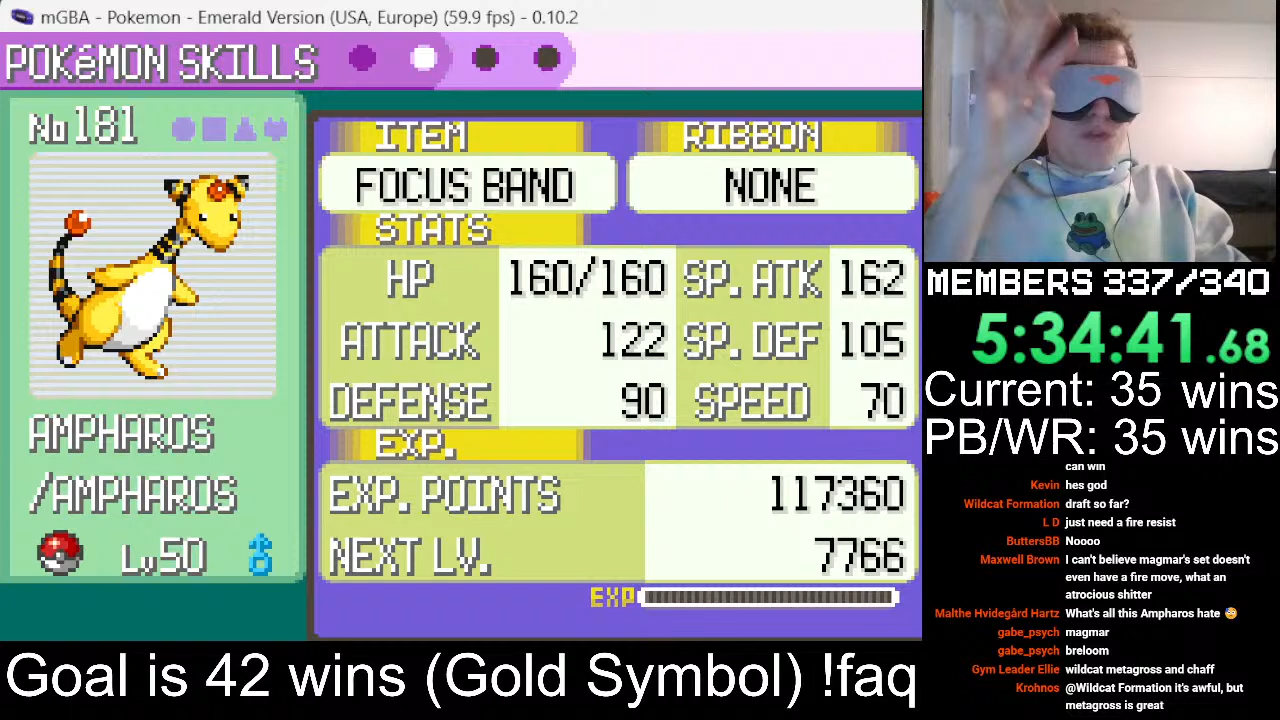 mGBA - Pokemon - Emerald Version (USA, Europe) (59.9 fps) - 0.10.2
POKéMON SKILLS
No181
ITEM RIBBON
FOCUS BAND NONE
STATS
HP 160/160 SP. ATK 162
ATTACK 122 SP. DEF 105
DEFENSE 90 SPEED 70
EXP.
EXP. POINTS 117360
NEXT LV. 7766
EXP
AMPHAROS
/AMPHAROS
Lv50 ♂
MEMBERS 337/340
5:34:41.68
Current: 35 wins
PB/WR: 35 wins
can win
Kevin hes god
Wildcat Formation draft so far?
L D just need a fire resist
ButtersBB Noooo
Maxwell Brown I can't believe magmar's set doesn't
even have a fire move, what an
atrocious shitter
Malthe Hvidegård Hartz What's all this Ampharos hate 🧐
gabe_psych magmar
gabe_psych breloom
Gym Leader Ellie wildcat metagross and chaff
Krohnos @Wildcat Formation it's awful, but
metagross is great
Goal is 42 wins (Gold Symbol) !faq